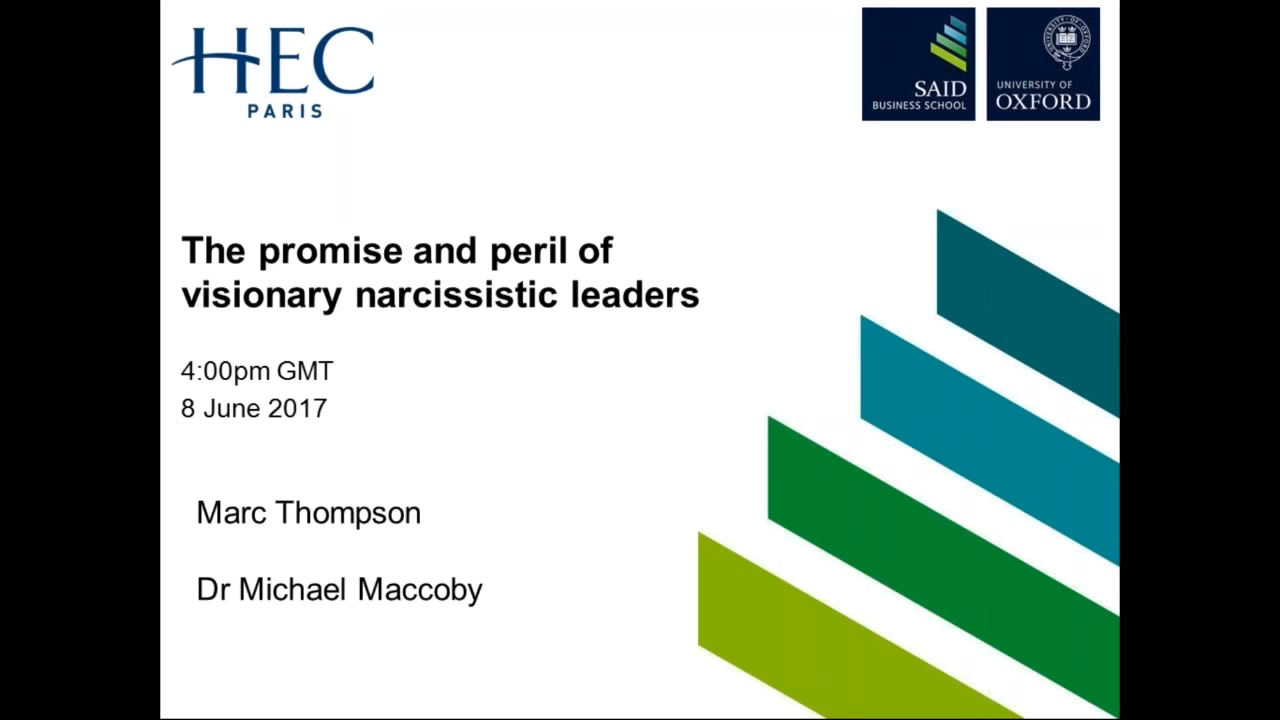 HEC
PARIS
SAID
BUSINESS SCHOOL
UNIVERSITY OF
OXFORD
The promise and peril of
visionary narcissistic leaders
4:00pm GMT
8 June 2017
Marc Thompson
Dr Michael Maccoby